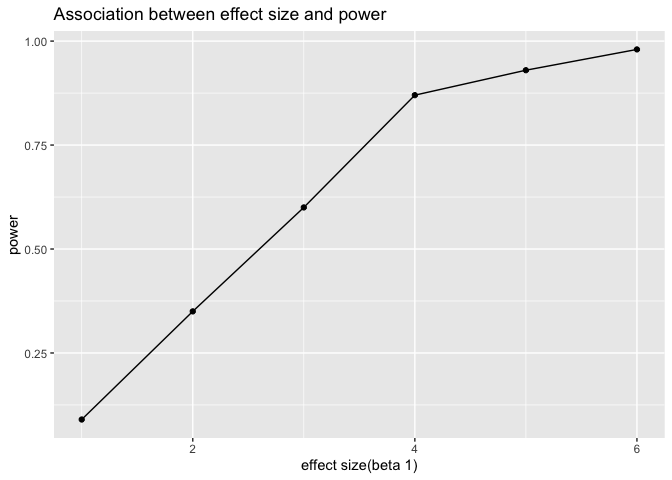 Association between effect size and power
1.00
0.75
0.50
0.25
power
2
4
6
effect size(beta 1)